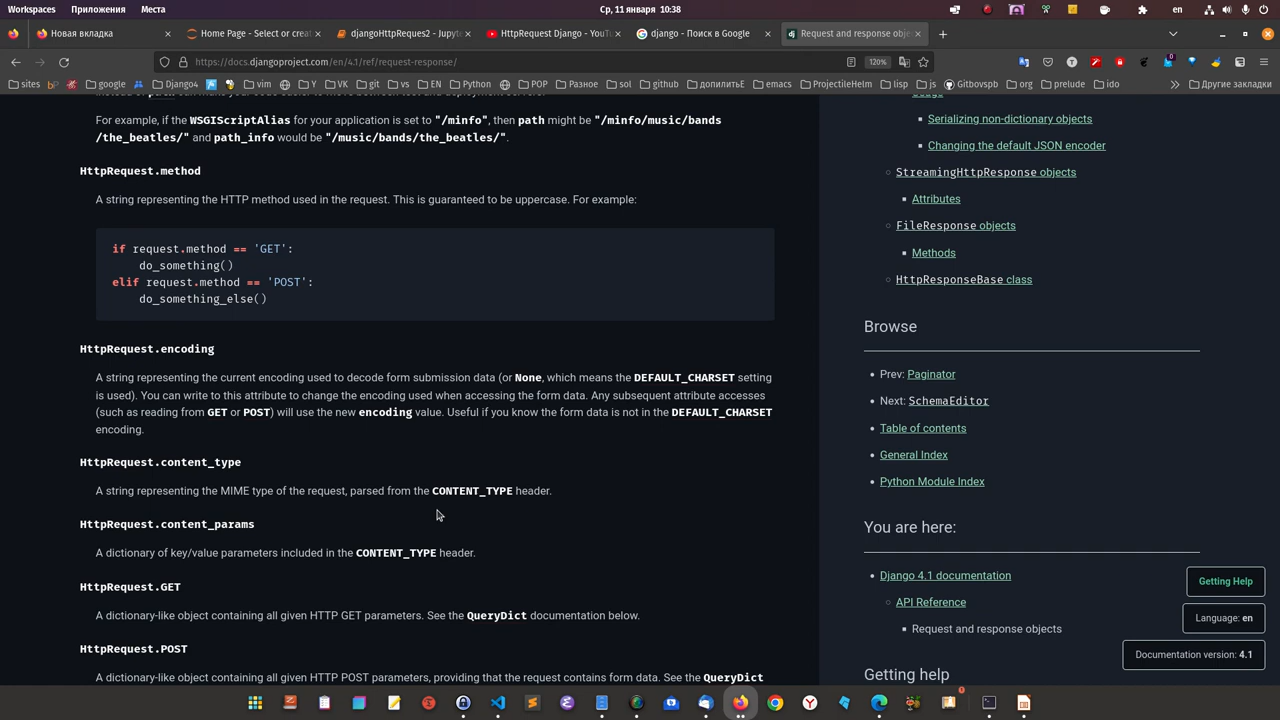 Workspaces Приложения Места Ср, 11 января 10:38 en
Новая вкладка Home Page - Select or create djangoHttpReques2 - Jupyte HttpRequest Django - YouTu django - Поиск в Google Request and response obje
https://docs.djangoproject.com/en/4.1/ref/request-response/ 120%
sites google Django4 Y VK git vs EN Python POP Разное sol github допилитьЕ emacs ProjectileHelm lisp js Gitbovspb org prelude ido Другие закладки
For example, if the WSGIScriptAlias for your application is set to "/minfo", then path might be "/minfo/music/bands
/the_beatles/" and path_info would be "/music/bands/the_beatles/".
HttpRequest.method
A string representing the HTTP method used in the request. This is guaranteed to be uppercase. For example:
if request.method == 'GET':
do_something()
elif request.method == 'POST':
do_something_else()
HttpRequest.encoding
A string representing the current encoding used to decode form submission data (or None, which means the DEFAULT_CHARSET setting
is used). You can write to this attribute to change the encoding used when accessing the form data. Any subsequent attribute accesses
(such as reading from GET or POST) will use the new encoding value. Useful if you know the form data is not in the DEFAULT_CHARSET
encoding.
HttpRequest.content_type
A string representing the MIME type of the request, parsed from the CONTENT_TYPE header.
HttpRequest.content_params
A dictionary of key/value parameters included in the CONTENT_TYPE header.
HttpRequest.GET
A dictionary-like object containing all given HTTP GET parameters. See the QueryDict documentation below.
HttpRequest.POST
A dictionary-like object containing all given HTTP POST parameters, providing that the request contains form data. See the QueryDict
Serializing non-dictionary objects
Changing the default JSON encoder
StreamingHttpResponse objects
Attributes
FileResponse objects
Methods
HttpResponseBase class
Browse
Prev: Paginator
Next: SchemaEditor
Table of contents
General Index
Python Module Index
You are here:
Django 4.1 documentation
API Reference
Request and response objects
Getting help
Getting Help
Language: en
Documentation version: 4.1